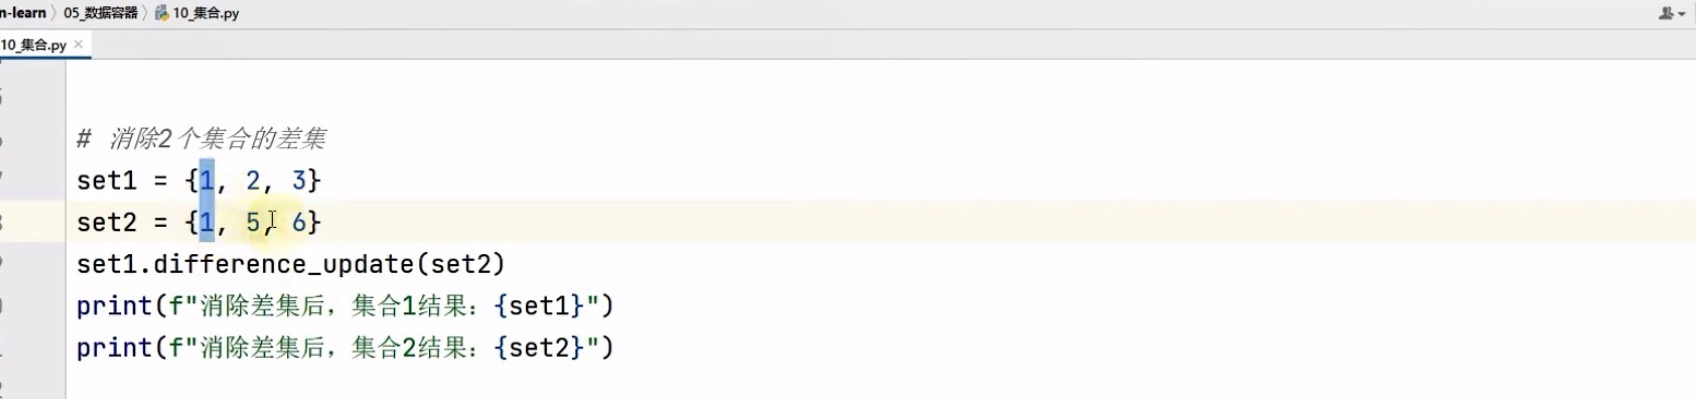 n-learn 〉 05_数据容器 〉 10_集合.py
10_集合.py ×
# 消除2个集合的差集
set1 = {1, 2, 3}
set2 = {1, 5, 6}
set1.difference_update(set2)
print(f"消除差集后，集合1结果：{set1}")
print(f"消除差集后，集合2结果：{set2}")